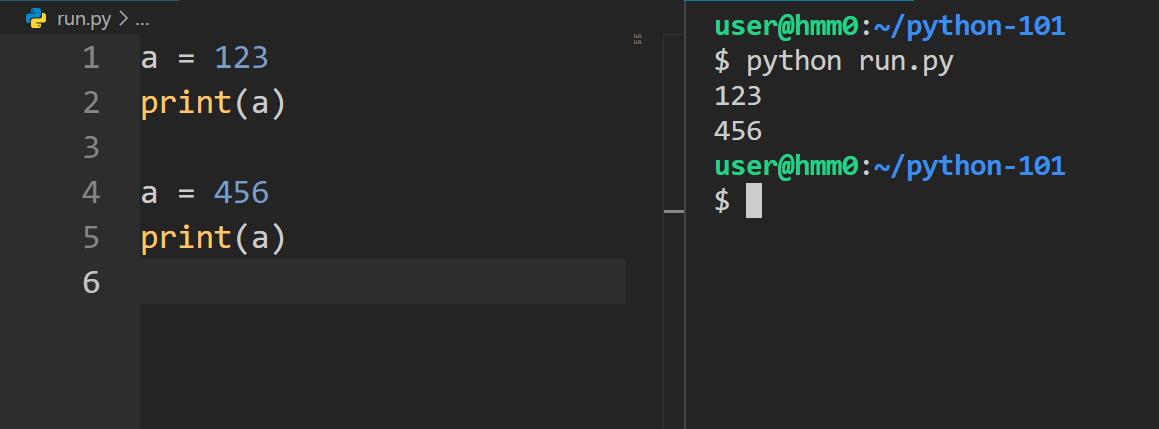 run.py > ...
1 a = 123
2 print(a)
3
4 a = 456
5 print(a)
6
user@hmm0:~/python-101
$ python run.py
123
456
user@hmm0:~/python-101
$